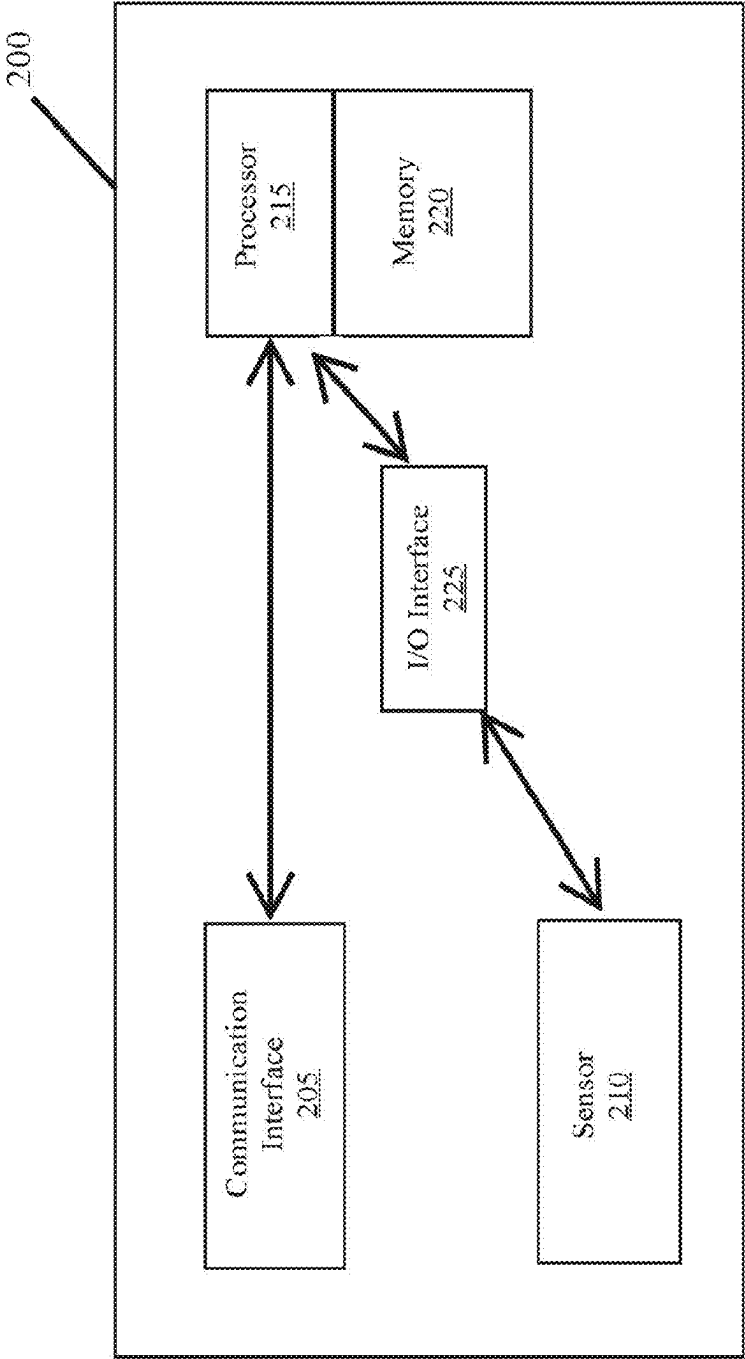 200
Communication
Interface
205
Processor
215
Memory
220
I/O Interface
225
Sensor
210